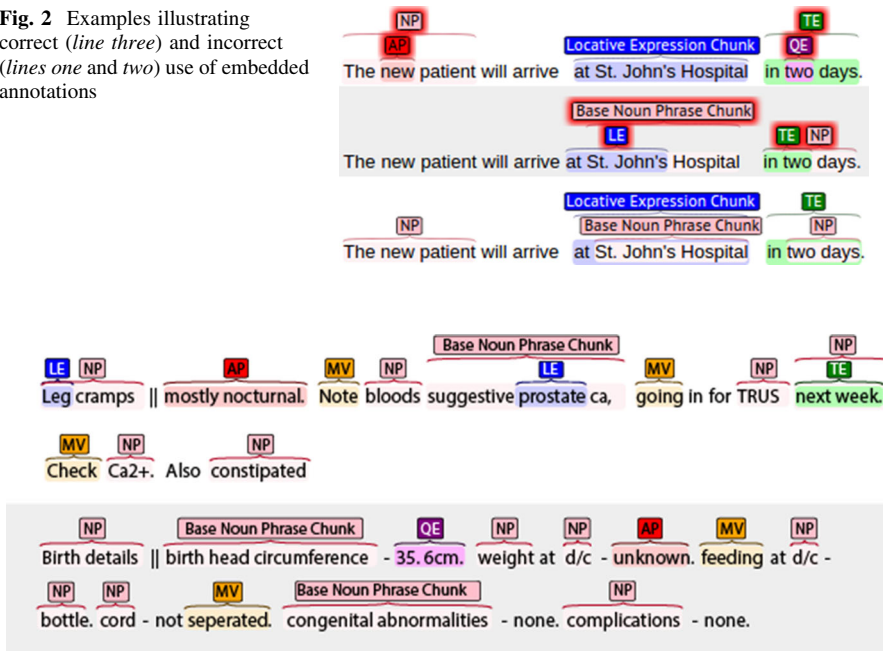 Fig. 2 Examples illustrating
correct (line three) and incorrect
(lines one and two) use of embedded
annotations
NP TE
AP Locative Expression Chunk QE
The new patient will arrive at St. John's Hospital in two days.
Base Noun Phrase Chunk
LE TE NP
The new patient will arrive at St. John's Hospital in two days.
Locative Expression Chunk TE
NP Base Noun Phrase Chunk NP
The new patient will arrive at St. John's Hospital in two days.
Base Noun Phrase Chunk NP
LE NP AP MV NP LE MV NP TE
Leg cramps || mostly nocturnal. Note bloods suggestive prostate ca, going in for TRUS next week.
MV NP NP
Check Ca2+. Also constipated
NP Base Noun Phrase Chunk QE NP NP AP MV NP
Birth details || birth head circumference - 35. 6cm. weight at d/c - unknown. feeding at d/c -
NP NP MV Base Noun Phrase Chunk NP
bottle. cord - not seperated. congenital abnormalities - none. complications - none.